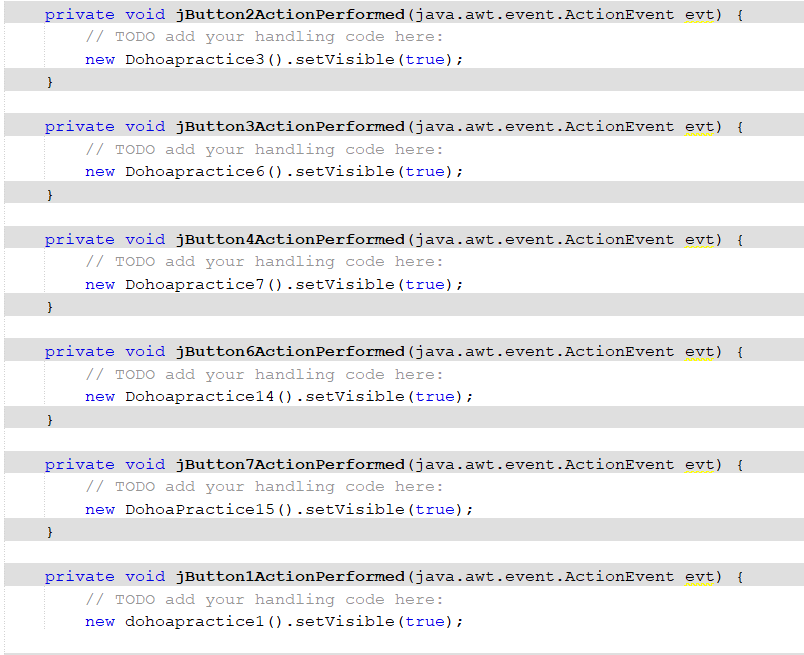 private void jButton2ActionPerformed(java.awt.event.ActionEvent evt) {
// TODO add your handling code here:
new Dohoapractice3().setVisible(true);
}
private void jButton3ActionPerformed(java.awt.event.ActionEvent evt) {
// TODO add your handling code here:
new Dohoapractice6().setVisible(true);
}
private void jButton4ActionPerformed(java.awt.event.ActionEvent evt) {
// TODO add your handling code here:
new Dohoapractice7().setVisible(true);
}
private void jButton6ActionPerformed(java.awt.event.ActionEvent evt) {
// TODO add your handling code here:
new Dohoapractice14().setVisible(true);
}
private void jButton7ActionPerformed(java.awt.event.ActionEvent evt) {
// TODO add your handling code here:
new DohoaPractice15().setVisible(true);
}
private void jButton1ActionPerformed(java.awt.event.ActionEvent evt) {
// TODO add your handling code here:
new dohoapractice1().setVisible(true);